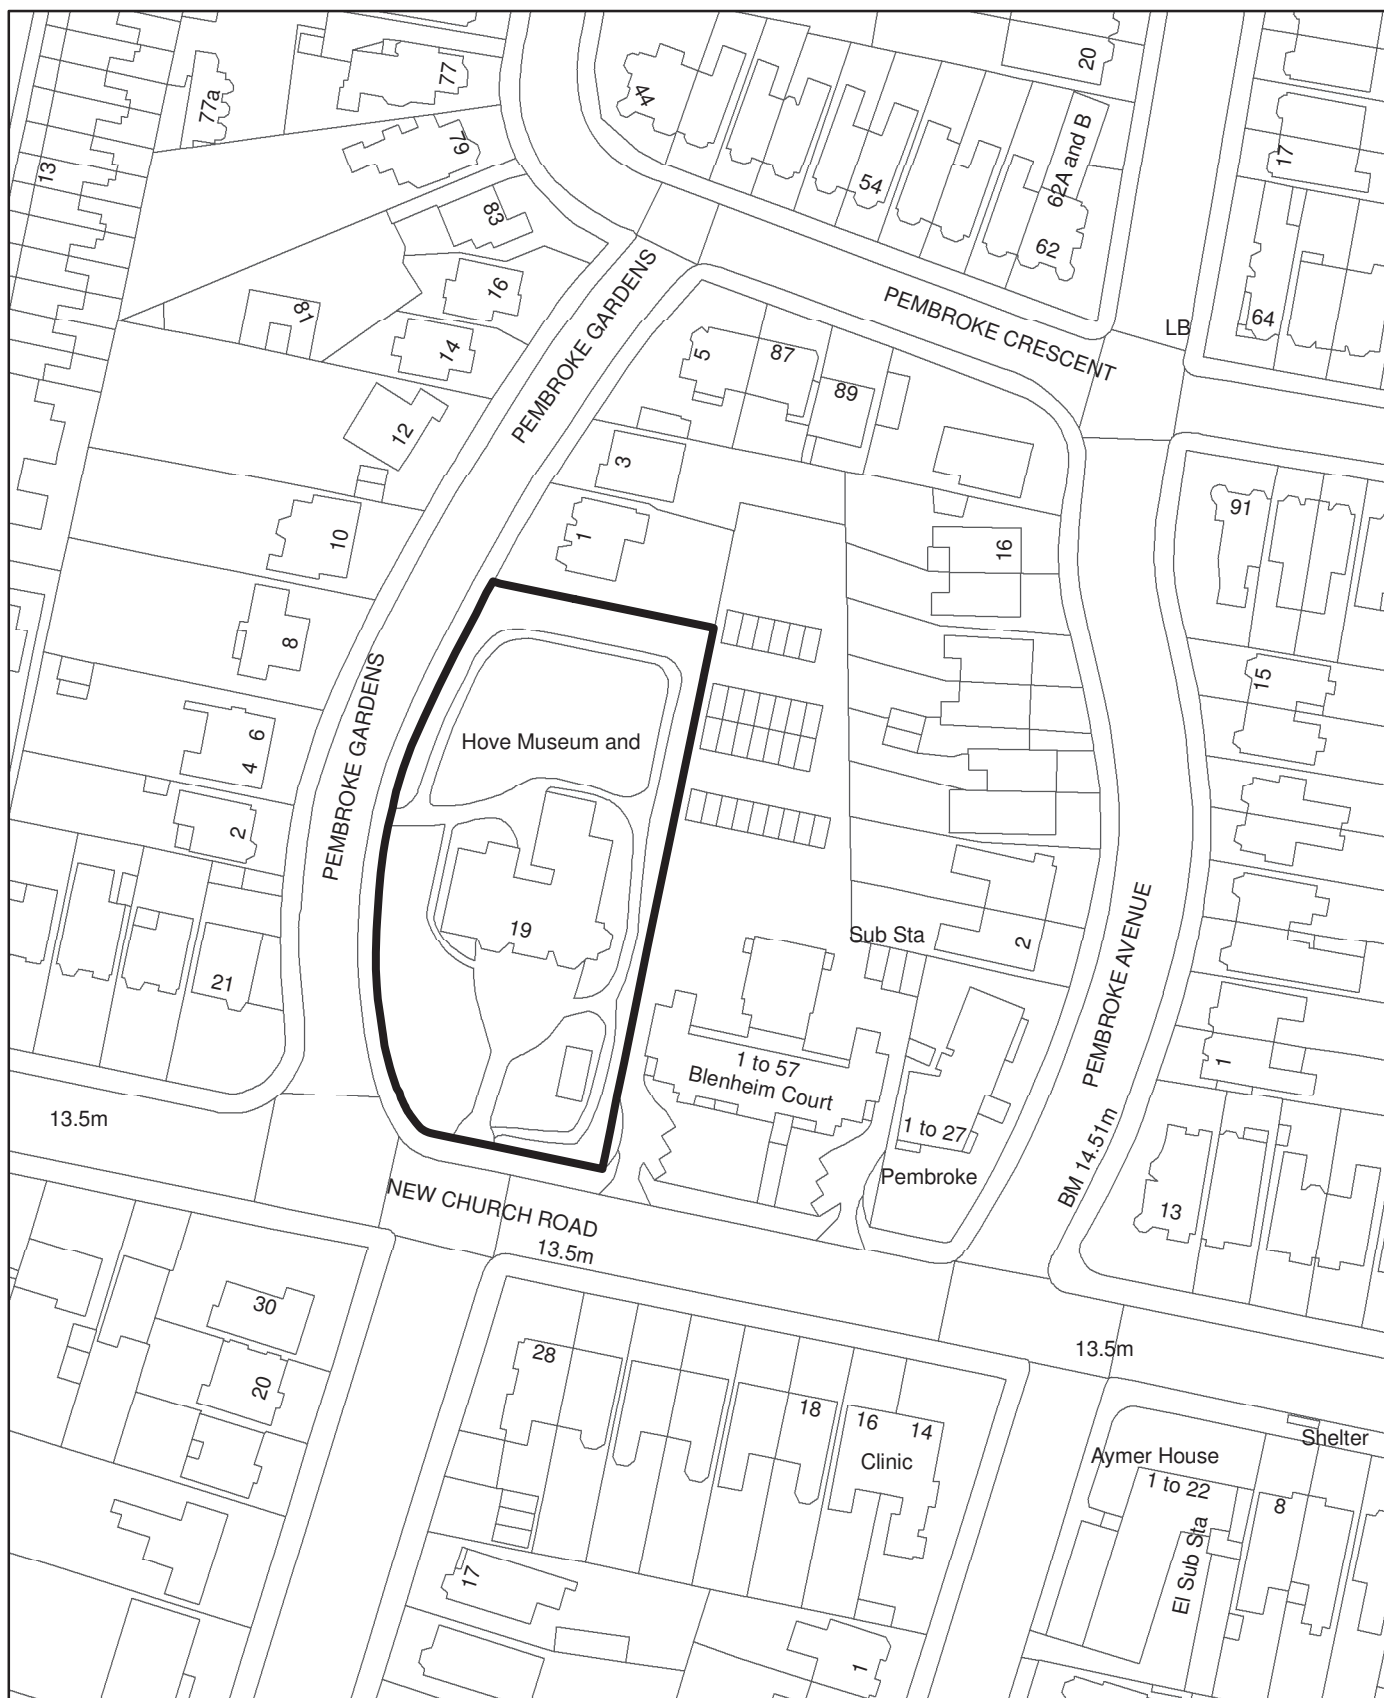 77
77a
44
20
79
13
62A and B
17
54
83
62
16
81
PEMBROKE GARDENS
PEMBROKE CRESCENT
LB
64
14
5
87
89
12
3
91
10
1
16
8
15
PEMBROKE GARDENS
Hove Museum and
6
4
2
19
Sub Sta
2
21
PEMBROKE AVENUE
1 to 57
Blenheim Court
1
13.5m
1 to 27
BM 14.51m
Pembroke
13
NEW CHURCH ROAD
13.5m
30
13.5m
28
20
18
16
14
Clinic
Shelter
Aymer House
1 to 22
8
El Sub Sta
17
1